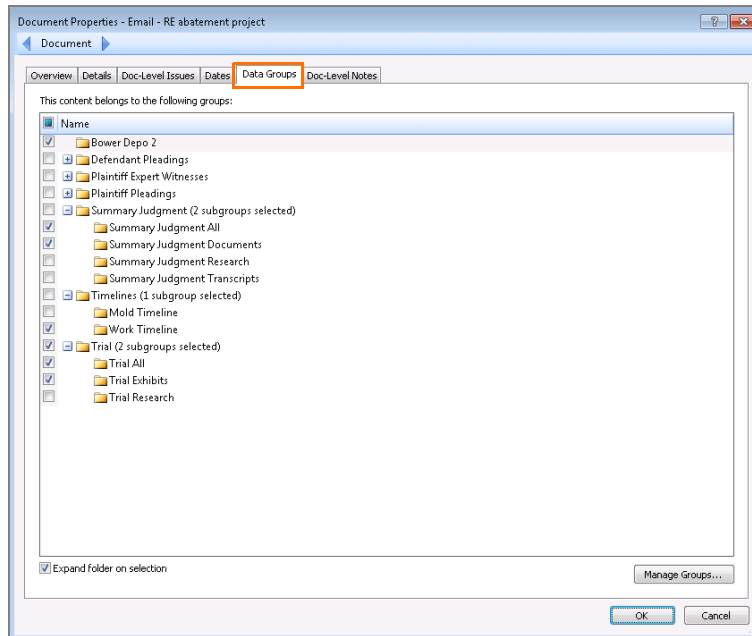 Document Properties - Email - RE abatement project
Document
Overview Details Doc-Level Issues Dates Data Groups Doc-Level Notes
This content belongs to the following groups:
Name
Bower Depo 2
Defendant Pleadings
Plaintiff Expert Witnesses
Plaintiff Pleadings
Summary Judgment (2 subgroups selected)
Summary Judgment All
Summary Judgment Documents
Summary Judgment Research
Summary Judgment Transcripts
Timelines (1 subgroup selected)
Mold Timeline
Work Timeline
Trial (2 subgroups selected)
Trial All
Trial Exhibits
Trial Research
Expand folder on selection
Manage Groups...
OK Cancel